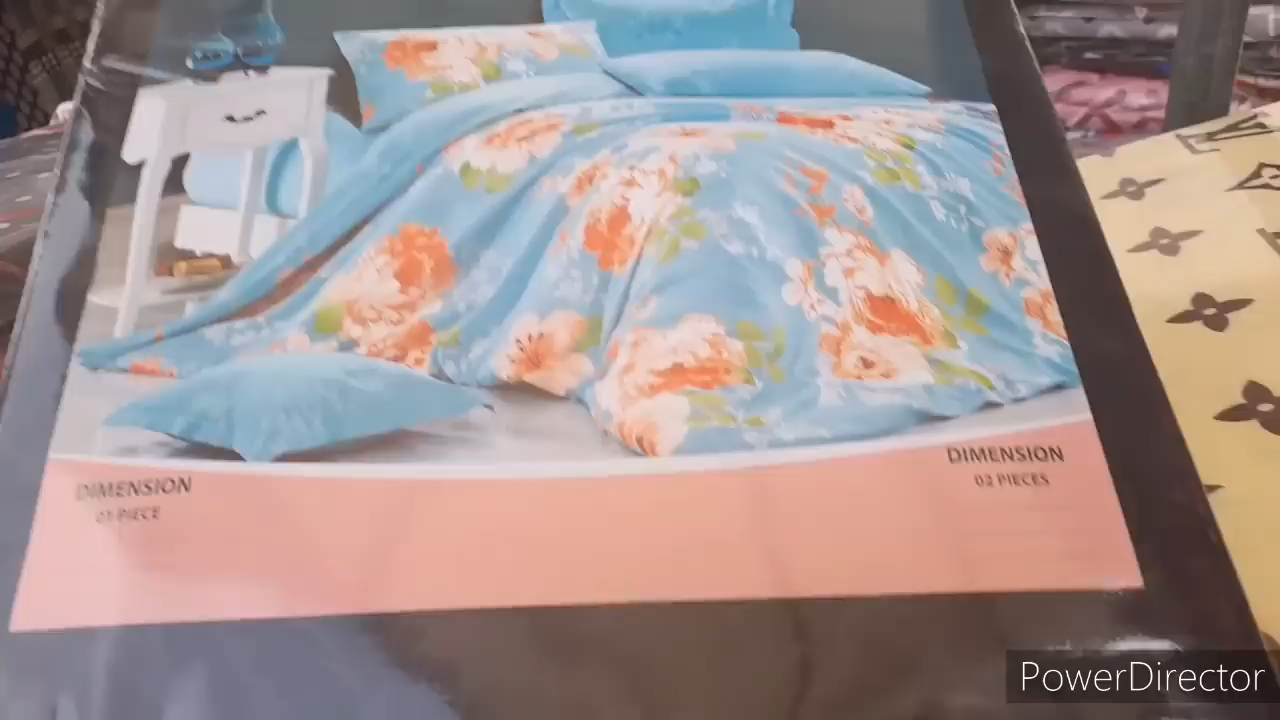 DIMENSION
01 PIECE
DIMENSION
02 PIECES
PowerDirector